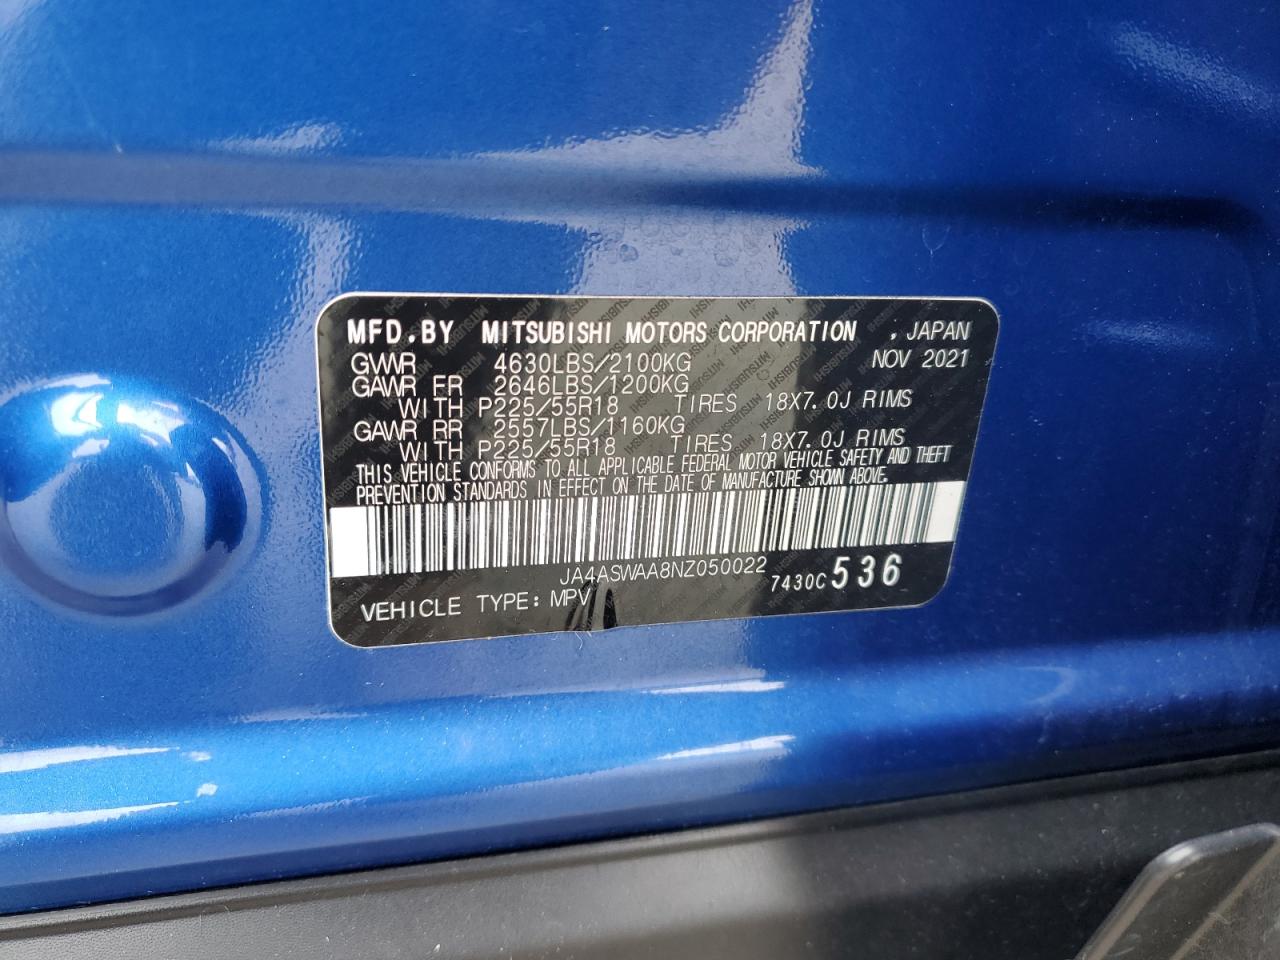 MFD.BY MITSUBISHI MOTORS CORPORATION , JAPAN
GVWR 4630LBS/2100KG NOV 2021
GAWR FR 2646LBS/1200KG
WITH P225/55R18 TIRES 18X7.0J RIMS
GAWR RR 2557LBS/1160KG
WITH P225/55R18 TIRES 18X7.0J RIMS
THIS VEHICLE CONFORMS TO ALL APPLICABLE FEDERAL MOTOR VEHICLE SAFETY AND THEFT
PREVENTION STANDARDS IN EFFECT ON THE DATE OF MANUFACTURE SHOWN ABOVE.
JA4ASWAA8NZ050022 7430C 536
VEHICLE TYPE: MPV